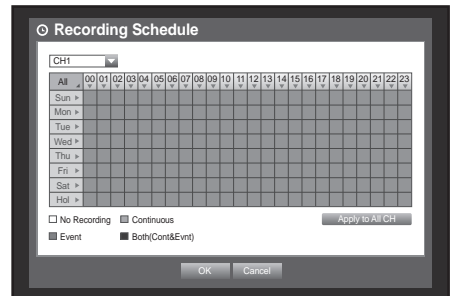 Recording Schedule
CH1
All 00 01 02 03 04 05 06 07 08 09 10 11 12 13 14 15 16 17 18 19 20 21 22 23
Sun
Mon
Tue
Wed
Thu
Fri
Sat
Hol
No Recording Continuous Apply to All CH
Event Both(Cont&Evnt)
OK Cancel